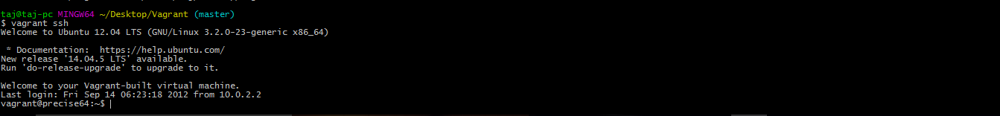 taj@taj-pc MINGW64 ~/Desktop/Vagrant (master)
$ vagrant ssh
Welcome to Ubuntu 12.04 LTS (GNU/Linux 3.2.0-23-generic x86_64)
* Documentation:  https://help.ubuntu.com/
New release '14.04.5 LTS' available.
Run 'do-release-upgrade' to upgrade to it.
Welcome to your Vagrant-built virtual machine.
Last login: Fri Sep 14 06:23:18 2012 from 10.0.2.2
vagrant@precise64:~$